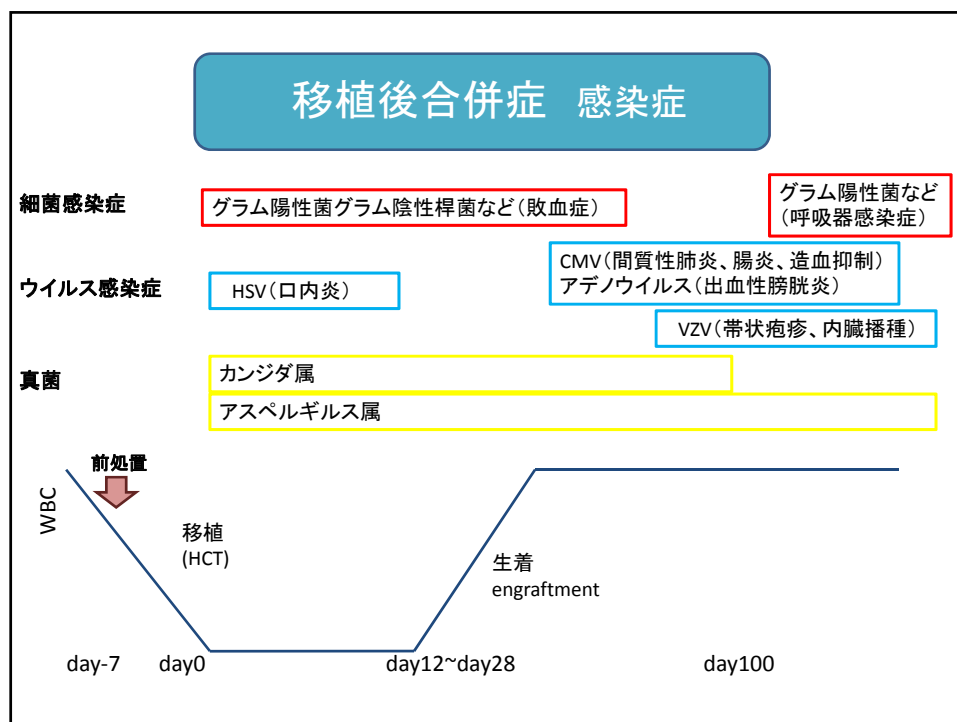 移植後合併症 感染症
細菌感染症
グラム陽性菌グラム陰性桿菌など(敗血症)
グラム陽性菌など
(呼吸器感染症)
ウイルス感染症
HSV(口内炎)
CMV(間質性肺炎、腸炎、造血抑制)
アデノウイルス(出血性膀胱炎)
VZV(帯状疱疹、内臓播種)
真菌
カンジダ属
アスペルギルス属
前処置
WBC
移植
(HCT)
生着
engraftment
day-7 day0 day12~day28 day100